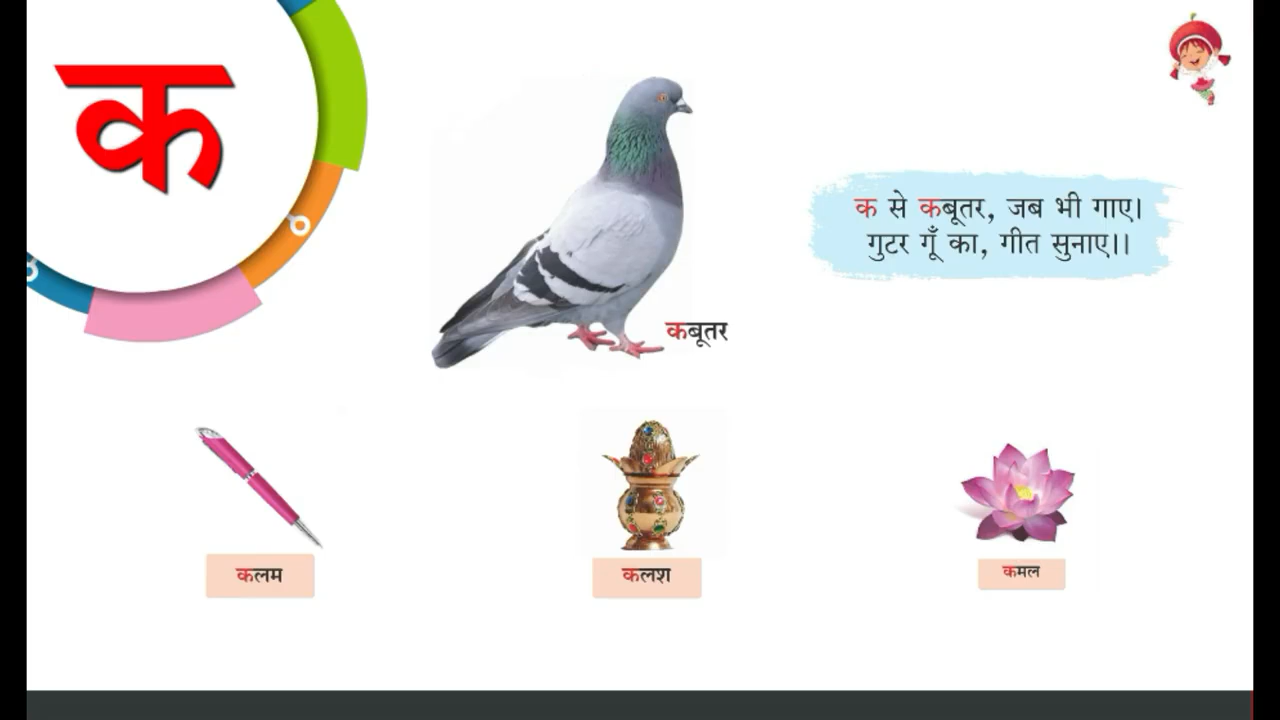 क
क से कबूतर, जब भी गाए।
गुटर गूँ का, गीत सुनाए।।
कबूतर
कलम
कलश
कमल